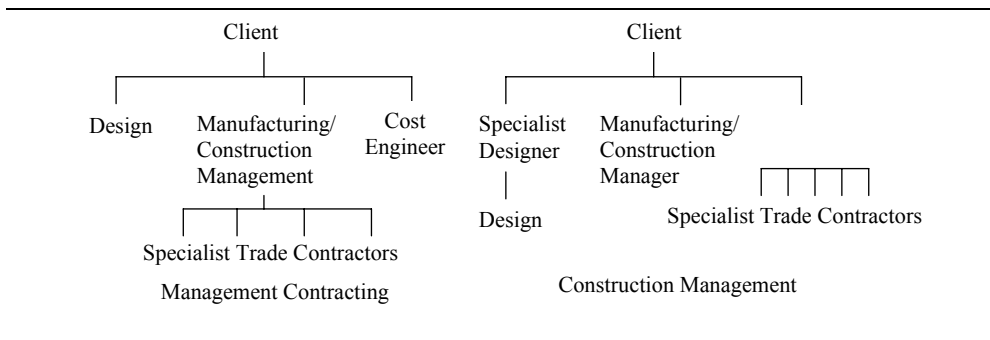 Client
Design
Manufacturing/
Construction
Management
Cost
Engineer
Specialist Trade Contractors
Management Contracting
Client
Specialist
Designer
Manufacturing/
Construction
Manager
Design
Specialist Trade Contractors
Construction Management